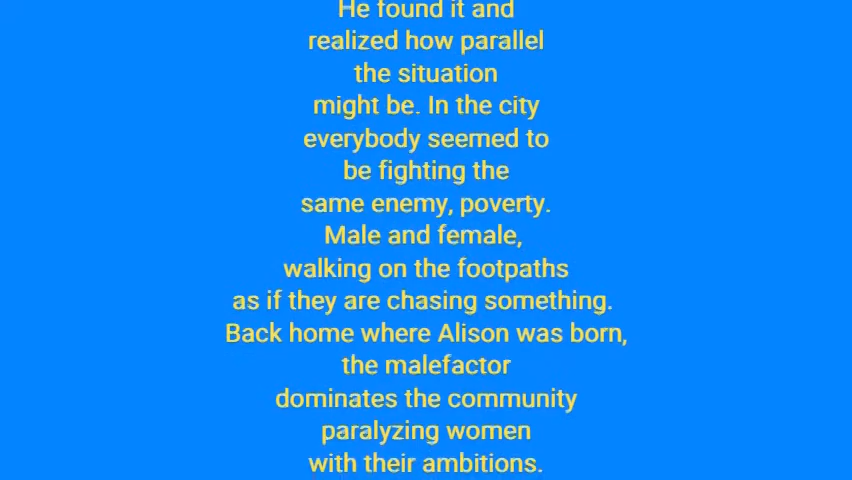 He found it and
realized how parallel
the situation
might be. In the city
everybody seemed to
be fighting the
same enemy, poverty.
Male and female,
walking on the footpaths
as if they are chasing something.
Back home where Alison was born,
the malefactor
dominates the community
paralyzing women
with their ambitions.